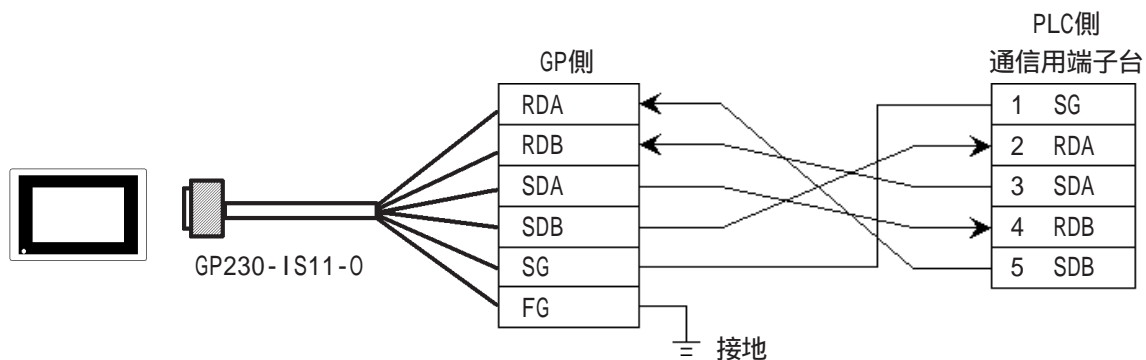 PLC側
通信用端子台
GP側
RDA
RDB
SDA
SDB
SG
FG
1 SG
2 RDA
3 SDA
4 RDB
5 SDB
GP230-IS11-O
接地